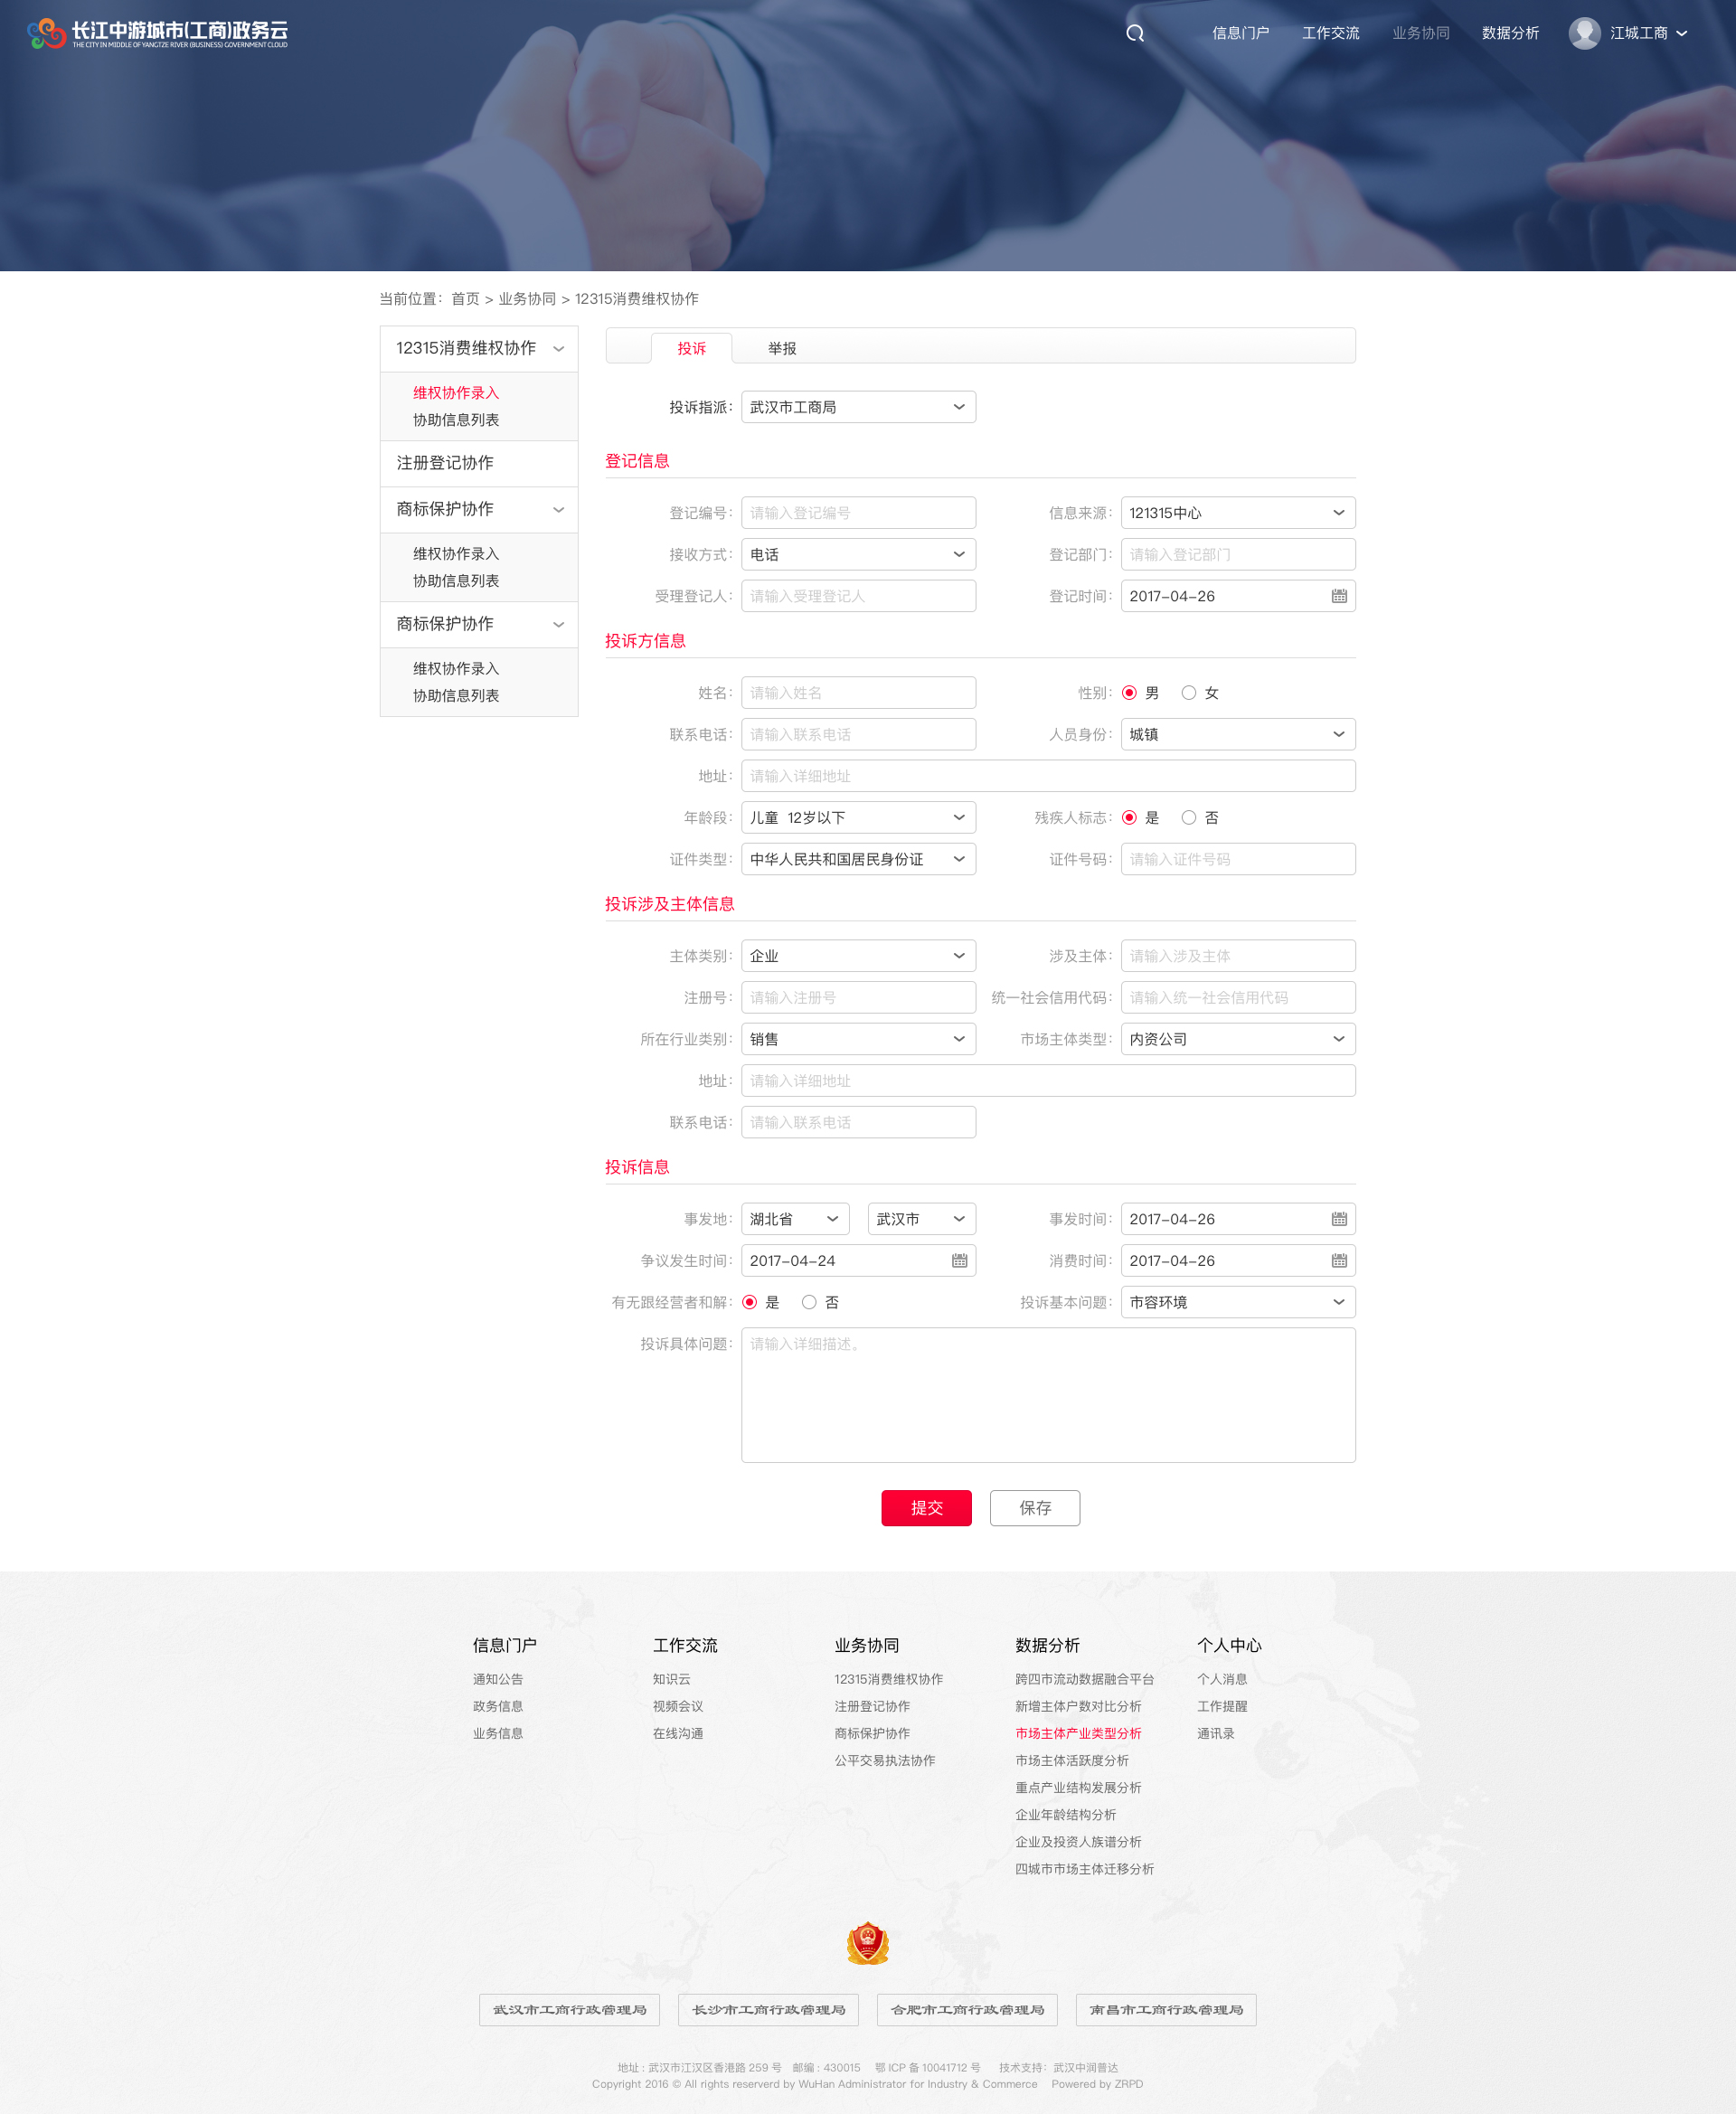 长江中游城市(工商)政务云
THE CITY IN MIDDLE OF YANGTZE RIVER (BUSINESS) GOVERNMENT CLOUD
信息门户 工作交流 业务协同 数据分析 江城工商
当前位置：首页 > 业务协同 > 12315消费维权协作
12315消费维权协作
维权协作录入
协助信息列表
注册登记协作
商标保护协作
维权协作录入
协助信息列表
商标保护协作
维权协作录入
协助信息列表
投诉 举报
投诉指派： 武汉市工商局
登记信息
登记编号： 请输入登记编号 信息来源： 121315中心
接收方式： 电话 登记部门： 请输入登记部门
受理登记人： 请输入受理登记人 登记时间： 2017-04-26
投诉方信息
姓名： 请输入姓名 性别： 男 女
联系电话： 请输入联系电话 人员身份： 城镇
地址： 请输入详细地址
年龄段： 儿童 12岁以下 残疾人标志： 是 否
证件类型： 中华人民共和国居民身份证 证件号码： 请输入证件号码
投诉涉及主体信息
主体类别： 企业 涉及主体： 请输入涉及主体
注册号： 请输入注册号 统一社会信用代码： 请输入统一社会信用代码
所在行业类别： 销售 市场主体类型： 内资公司
地址： 请输入详细地址
联系电话： 请输入联系电话
投诉信息
事发地： 湖北省 武汉市 事发时间： 2017-04-26
争议发生时间： 2017-04-24 消费时间： 2017-04-26
有无跟经营者和解： 是 否 投诉基本问题： 市容环境
投诉具体问题： 请输入详细描述。
提交 保存
信息门户 工作交流 业务协同 数据分析 个人中心
通知公告 知识云 12315消费维权协作 跨四市流动数据融合平台 个人消息
政务信息 视频会议 注册登记协作 新增主体户数对比分析 工作提醒
业务信息 在线沟通 商标保护协作 市场主体产业类型分析 通讯录
公平交易执法协作 市场主体活跃度分析
重点产业结构发展分析
企业年龄结构分析
企业及投资人族谱分析
四城市市场主体迁移分析
武汉市工商行政管理局 长沙市工商行政管理局 合肥市工商行政管理局 南昌市工商行政管理局
地址 : 武汉市江汉区香港路 259 号 邮编 : 430015 鄂 ICP 备 10041712 号 技术支持：武汉中润普达
Copyright 2016 © All rights reserverd by WuHan Administrator for Industry & Commerce Powered by ZRPD